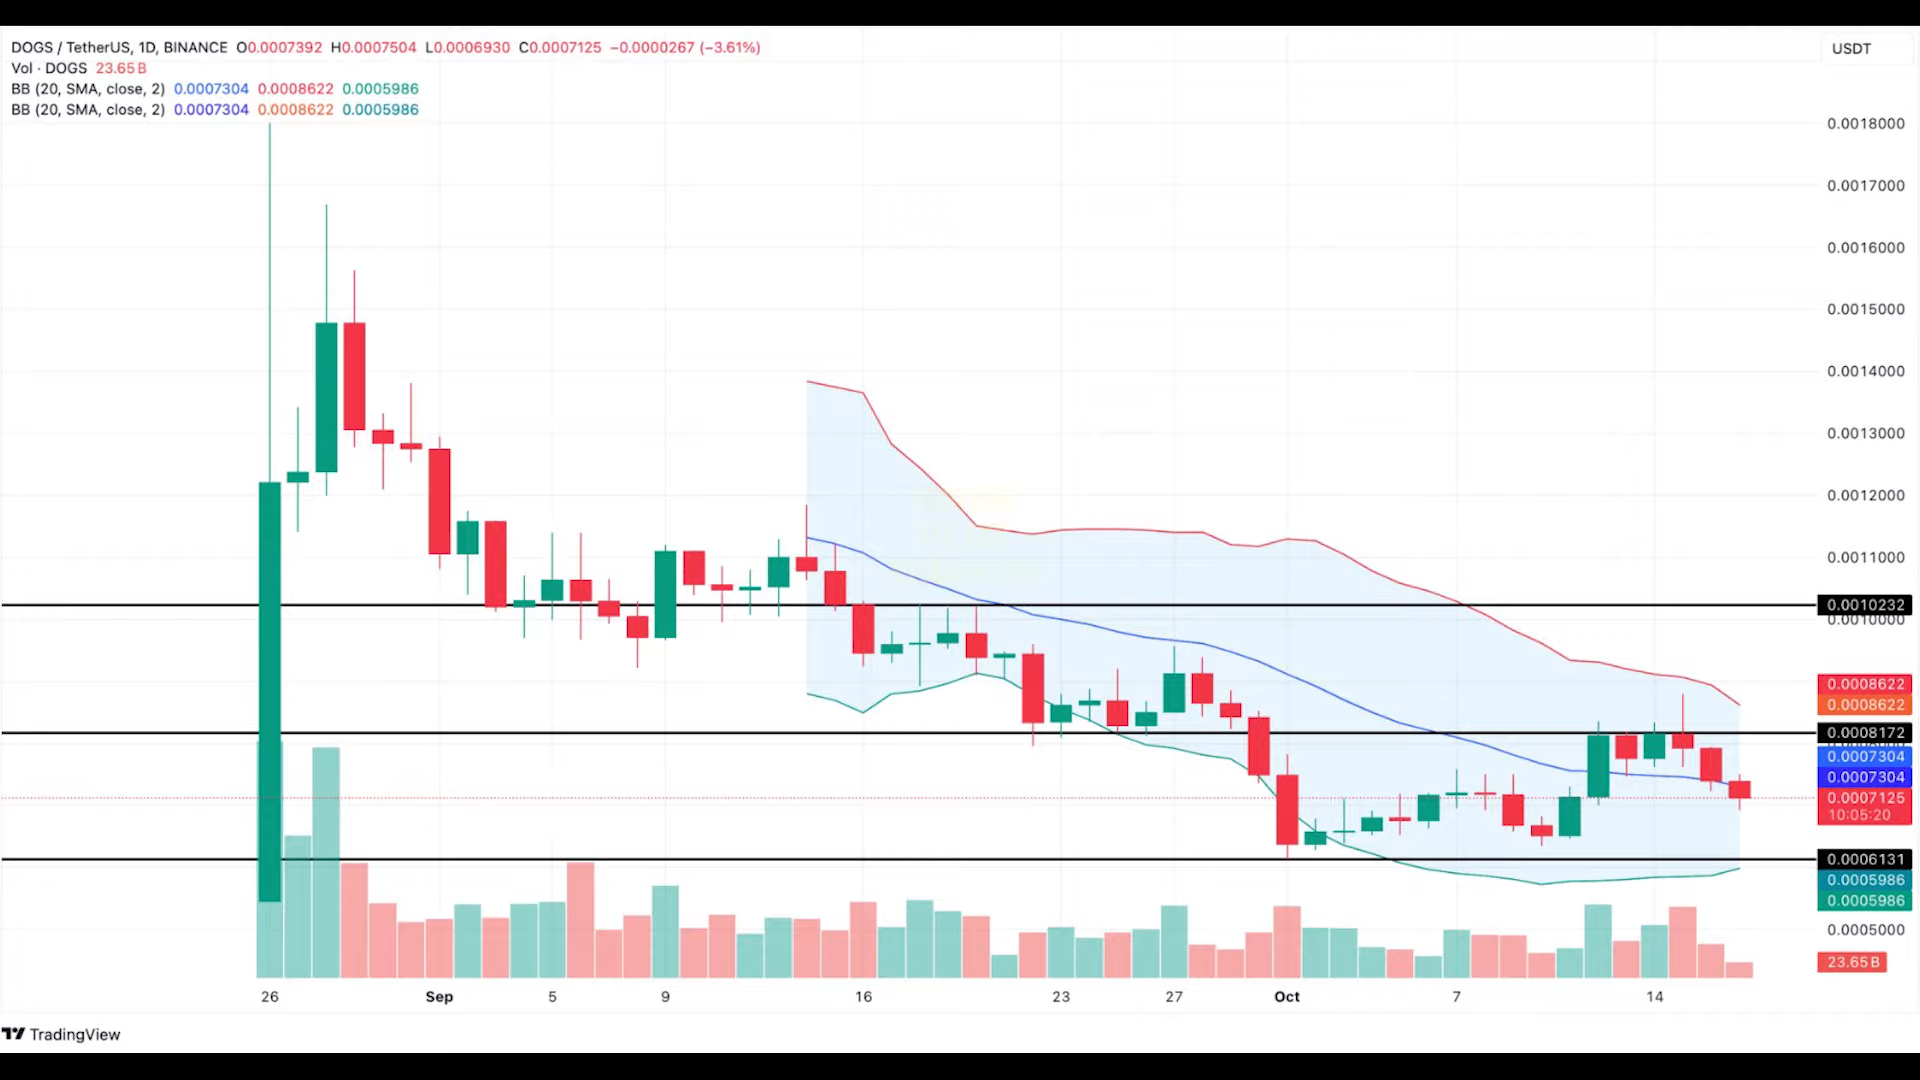 DOGS / TetherUS, 1D, BINANCE O0.0007392 H0.0007504 L0.0006930 C0.0007125 −0.0000267 (−3.61%)
USDT
Vol · DOGS 23.65 B
BB (20, SMA, close, 2) 0.0007304 0.0008622 0.0005986
BB (20, SMA, close, 2) 0.0007304 0.0008622 0.0005986
0.0018000
0.0017000
0.0016000
0.0015000
0.0014000
0.0013000
0.0012000
0.0011000
0.0010232
0.0010000
0.0008622
0.0008622
0.0008172
0.0007304
0.0007304
0.0007125
10:05:20
0.0006131
0.0005986
0.0005986
0.0005000
23.65 B
26 Sep 5 9 16 23 27 Oct 7 14
TradingView